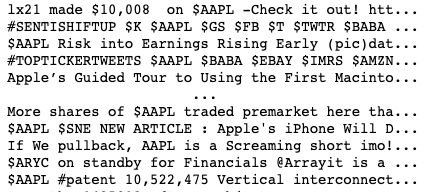 lx21 made $10,008  on $AAPL -Check it out! htt...
#SENTISHIFTUP $K $AAPL $GS $FB $T $TWTR $BABA ...
$AAPL Risk into Earnings Rising Early (pic)dat...
#TOPTICKERTWEETS $AAPL $BABA $EBAY $IMRS $AMZN...
Apple’s Guided Tour to Using the First Macinto...
...
More shares of $AAPL traded premarket here tha...
$AAPL $SNE NEW ARTICLE : Apple's iPhone Will D...
If We pullback, AAPL is a Screaming short imo!...
$ARYC on standby for Financials @Arrayit is a ...
$AAPL #patent 10,522,475 Vertical interconnect...